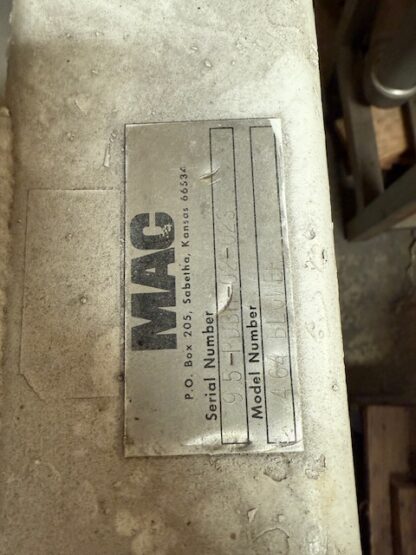 MAC
P.O. Box 205, Sabetha, Kansas 66534
Serial Number
Model Number